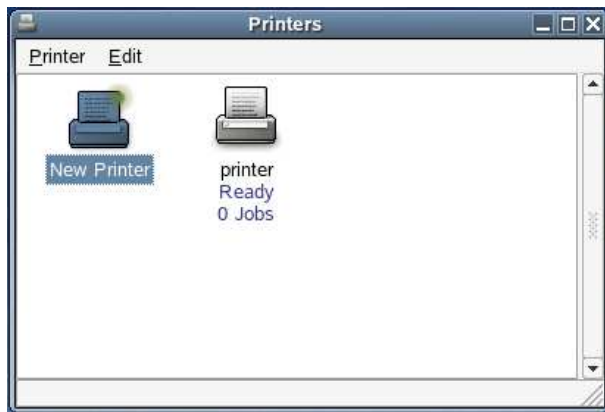 Printers
Printer Edit
New Printer
printer
Ready
0 Jobs